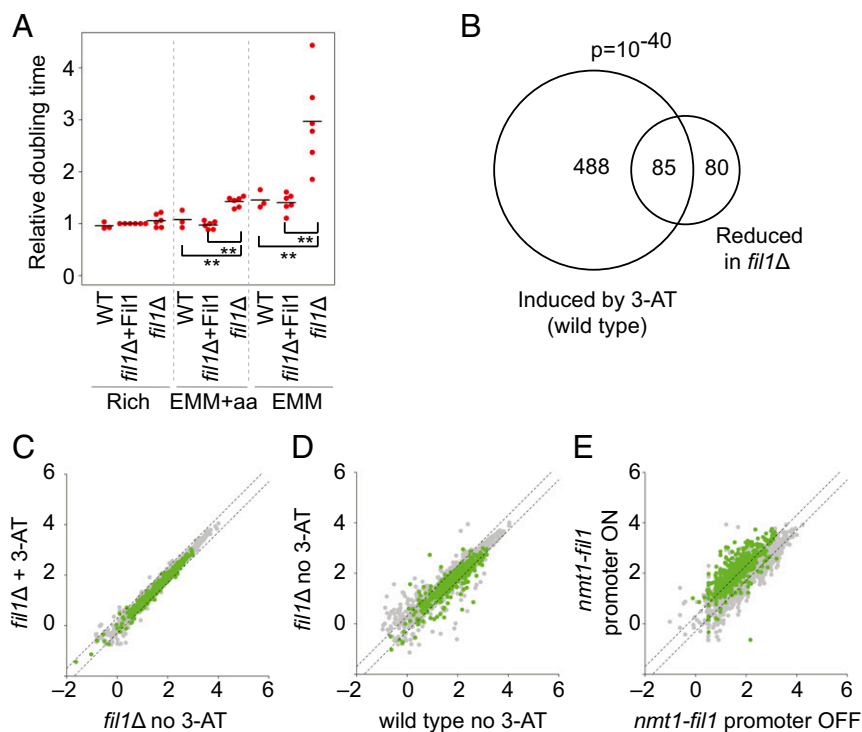 A
Relative doubling time
4
3
2
1
0
**
**
**
**
WT
fil1Δ+Fil1
fil1Δ
WT
fil1Δ+Fil1
fil1Δ
WT
fil1Δ+Fil1
fil1Δ
Rich
EMM+aa
EMM
B
p=10⁻⁴⁰
488
85
80
Reduced
in fil1Δ
Induced by 3-AT
(wild type)
C
fil1Δ + 3-AT
6
4
2
0
−2
0
2
4
6
fil1Δ no 3-AT
D
fil1Δ no 3-AT
6
4
2
0
−2
0
2
4
6
wild type no 3-AT
E
nmt1-fil1
promoter ON
6
4
2
0
−2
0
2
4
6
nmt1-fil1 promoter OFF